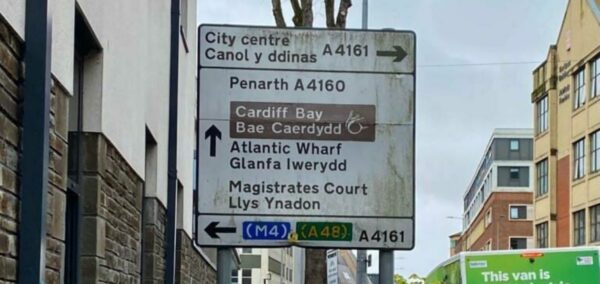 City centre
Canol y ddinas A4161
Penarth A4160
Cardiff Bay
Bae Caerdydd
Atlantic Wharf
Glanfa Iwerydd
Magistrates Court
Llys Ynadon
(M4) (A48) A4161
This van is